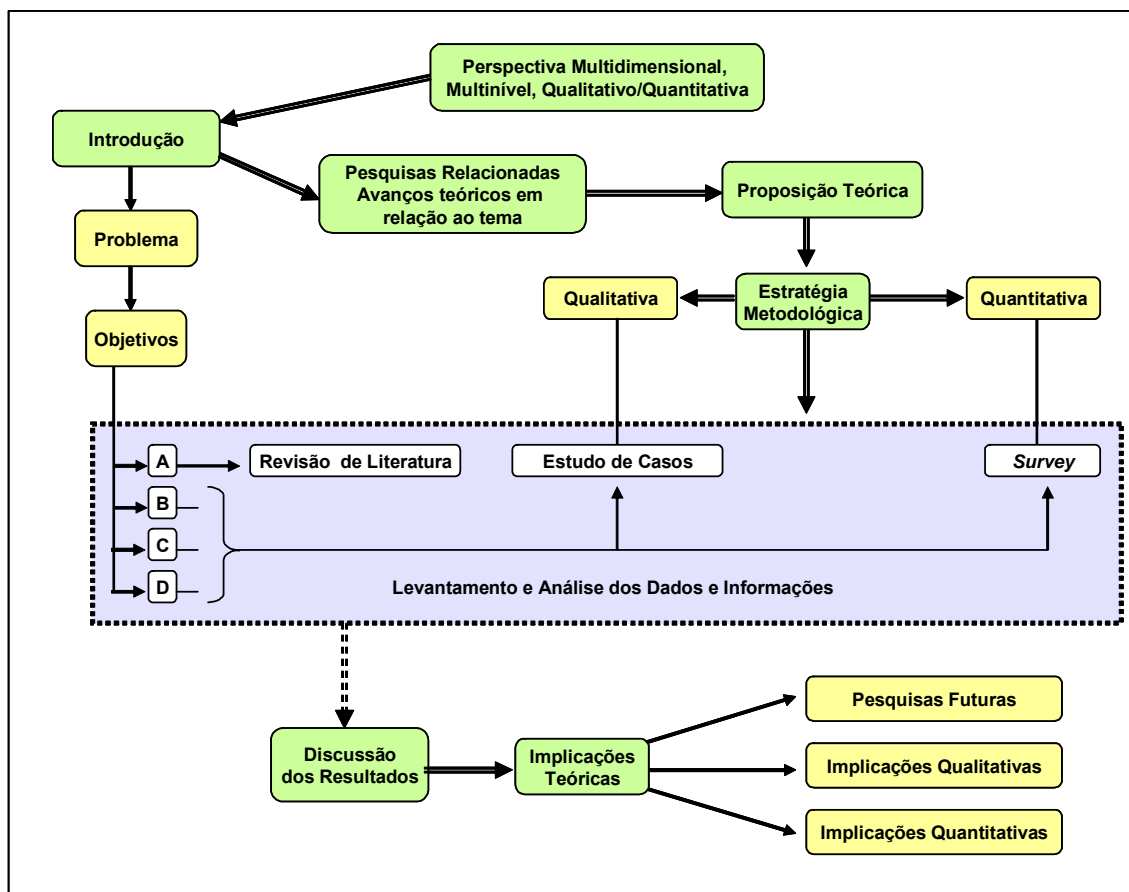 Perspectiva Multidimensional,
Multinível, Qualitativo/Quantitativa
Introdução
Pesquisas Relacionadas
Avanços teóricos em
relação ao tema
Proposição Teórica
Problema
Qualitativa
Estratégia
Metodológica
Quantitativa
Objetivos
A
Revisão de Literatura
Estudo de Casos
Survey
B
C
D
Levantamento e Análise dos Dados e Informações
Discussão
dos Resultados
Implicações
Teóricas
Pesquisas Futuras
Implicações Qualitativas
Implicações Quantitativas